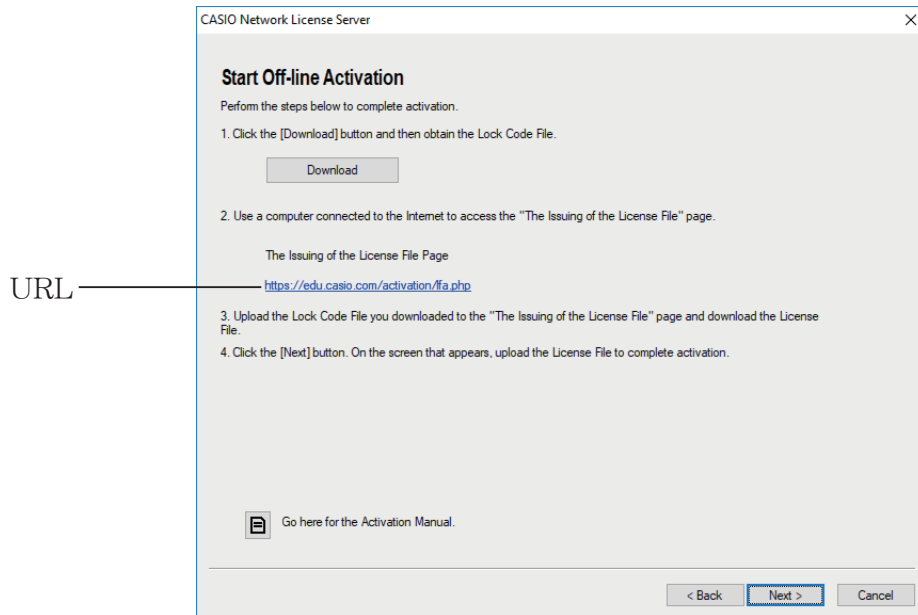 CASIO Network License Server
Start Off-line Activation
Perform the steps below to complete activation.
1. Click the [Download] button and then obtain the Lock Code File.
Download
2. Use a computer connected to the Internet to access the "The Issuing of the License File" page.
The Issuing of the License File Page
URL
https://edu.casio.com/activation/lfa.php
3. Upload the Lock Code File you downloaded to the "The Issuing of the License File" page and download the License
File.
4. Click the [Next] button. On the screen that appears, upload the License File to complete activation.
Go here for the Activation Manual.
< Back
Next >
Cancel